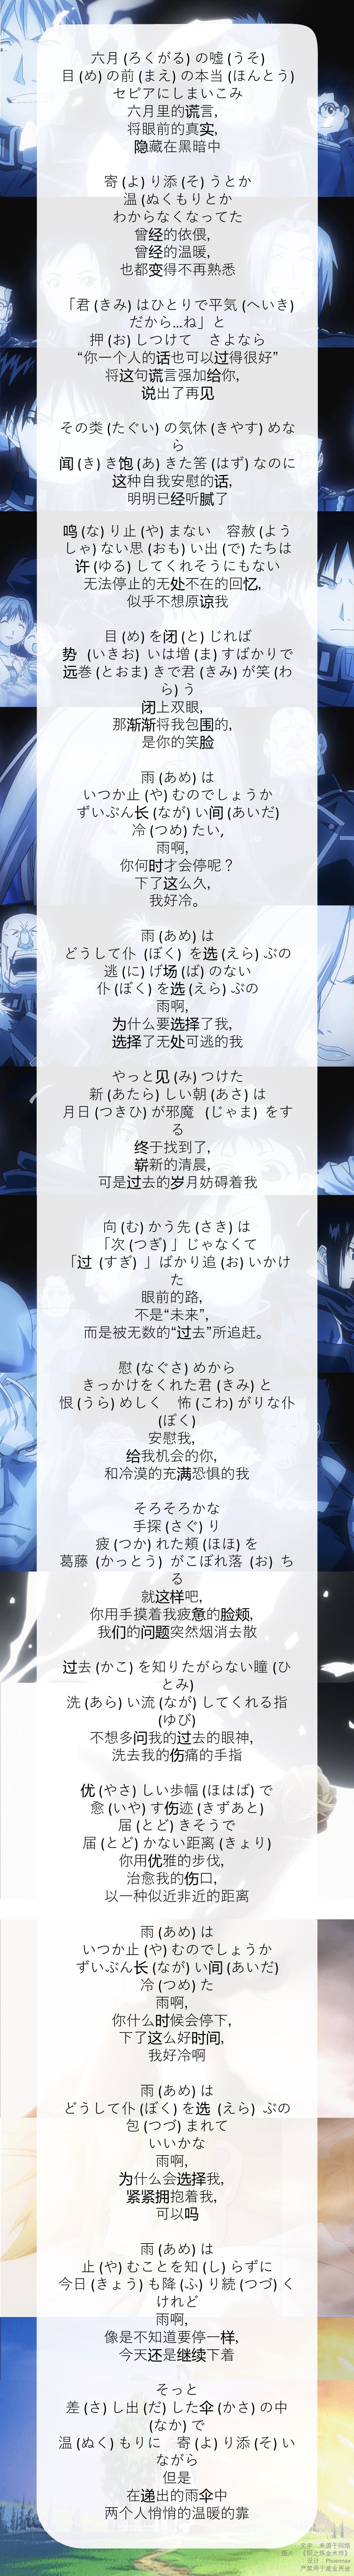 六月 (ろくがる) の嘘 (うそ)
目 (め) の前 (まえ) の本当 (ほんとう)
セピアにしまいこみ
六月里的谎言,
将眼前的真实,
隐藏在黑暗中
寄 (よ) り添 (そ) うとか
温 (ぬくもりとか
わからなくなってた
曾经的依偎,
曾经的温暖,
也都变得不再熟悉
「君 (きみ) はひとりで平気 (へいき)
だから…ね」と
押 (お) しつけて さよなら
“你一个人的话也可以过得很好”
将这句谎言强加给你,
说出了再见
その类 (たぐい) の気休 (きやす) めな
ら
闻 (き) き饱 (あ) きた筈 (はず) なのに
这种自我安慰的话,
明明已经听腻了
鸣 (な) り止 (や) まない 容赦 (よう
しゃ) ない思 (おも) い出 (で) たちは
许 (ゆる) してくれそうにもない
无法停止的无处不在的回忆,
似乎不想原谅我
目 (め) を闭 (と) じれば
势 (いきお) いは増 (ま) すばかりで
远巻 (とおま) きで君 (きみ) が笑 (わ
ら) う
闭上双眼,
那渐渐将我包围的,
是你的笑脸
雨 (あめ) は
いつか止 (や) むのでしょうか
ずいぶん长 (なが) い间 (あいだ)
冷 (つめ) たい,
雨啊,
你何时才会停呢？
下了这么久,
我好冷。
雨 (あめ) は
どうして仆 (ぼく) を选 (えら) ぶの
逃 (に) げ场 (ば) のない
仆 (ぼく) を选 (えら) ぶの
雨啊,
为什么要选择了我,
选择了无处可逃的我
やっと见 (み) つけた
新 (あたら) しい朝 (あさ) は
月日 (つきひ) が邪魔 (じゃま) をす
る
终于找到了,
崭新的清晨,
可是过去的岁月妨碍着我
向 (む) かう先 (さき) は
「次 (つぎ) 」じゃなくて
「过 (すぎ) 」ばかり追 (お) いかけ
た
眼前的路,
不是“未来”,
而是被无数的“过去”所追赶。
慰 (なぐさ) めから
きっかけをくれた君 (きみ) と
恨 (うら) めしく 怖 (こわ) がりな仆
(ぼく)
安慰我,
给我机会的你,
和冷漠的充满恐惧的我
そろそろかな
手探 (さぐ) り
疲 (つか) れた頬 (ほほ) を
葛藤 (かっとう) がこぼれ落 (お) ち
る
就这样吧,
你用手摸着我疲惫的脸颊,
我们的问题突然烟消去散
过去 (かこ) を知りたがらない瞳 (ひ
とみ)
洗 (あら) い流 (なが) してくれる指
(ゆび)
不想多问我的过去的眼神,
洗去我的伤痛的手指
优 (やさ) しい歩幅 (ほはば) で
愈 (いや) す伤迹 (きずあと)
届 (とど) きそうで
届 (とど) かない距离 (きょり)
你用优雅的步伐,
治愈我的伤口,
以一种似近非近的距离
雨 (あめ) は
いつか止 (や) むのでしょうか
ずいぶん长 (なが) い间 (あいだ)
冷 (つめ) た
雨啊,
你什么时候会停下,
下了这么好时间,
我好冷啊
雨 (あめ) は
どうして仆 (ぼく) を选 (えら) ぶの
包 (つづ) まれて
いいかな
雨啊,
为什么会选择我,
紧紧拥抱着我,
可以吗
雨 (あめ) は
止 (や) むことを知 (し) らずに
今日 (きょう) も降 (ふ) り続 (つづ) く
けれど
雨啊,
像是不知道要停一样,
今天还是继续下着
そっと
差 (さ) し出 (だ) した伞 (かさ) の中
(なか) で
温 (ぬく) もりに 寄 (よ) り添 (そ) い
ながら
但是
在递出的雨伞中
两个人悄悄的温暖的靠
文字：来源于网络
图片：《钢之炼金术师》
设计：Phoennaix
严禁用于商业用途